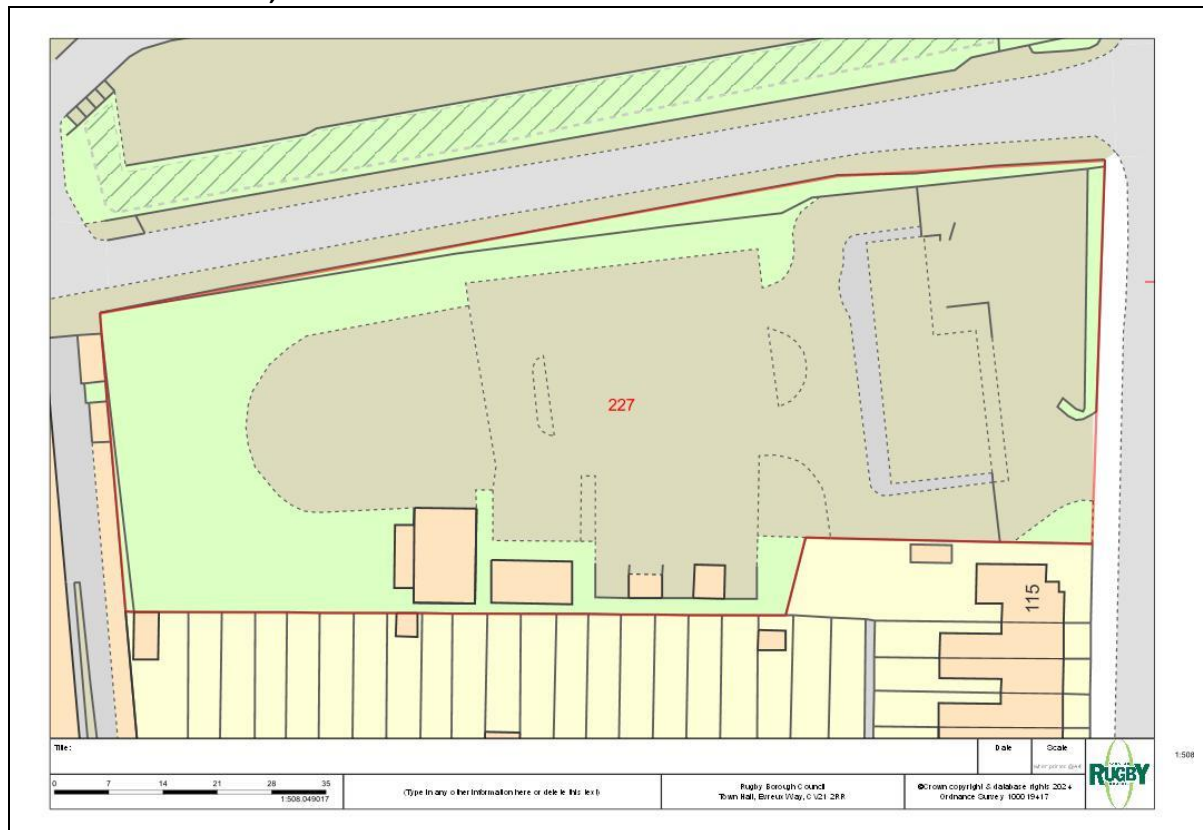 227
115
Title:
Date
Scale
0 7 14 21 28 35
1:508.049017
(Type in any other information here or delete this text)
Rugby Borough Council
Town Hall, Evreux Way, CV21 2RR
©Crown copyright & database rights 2024
Ordnance Survey 100019417
RUGBY
1:508